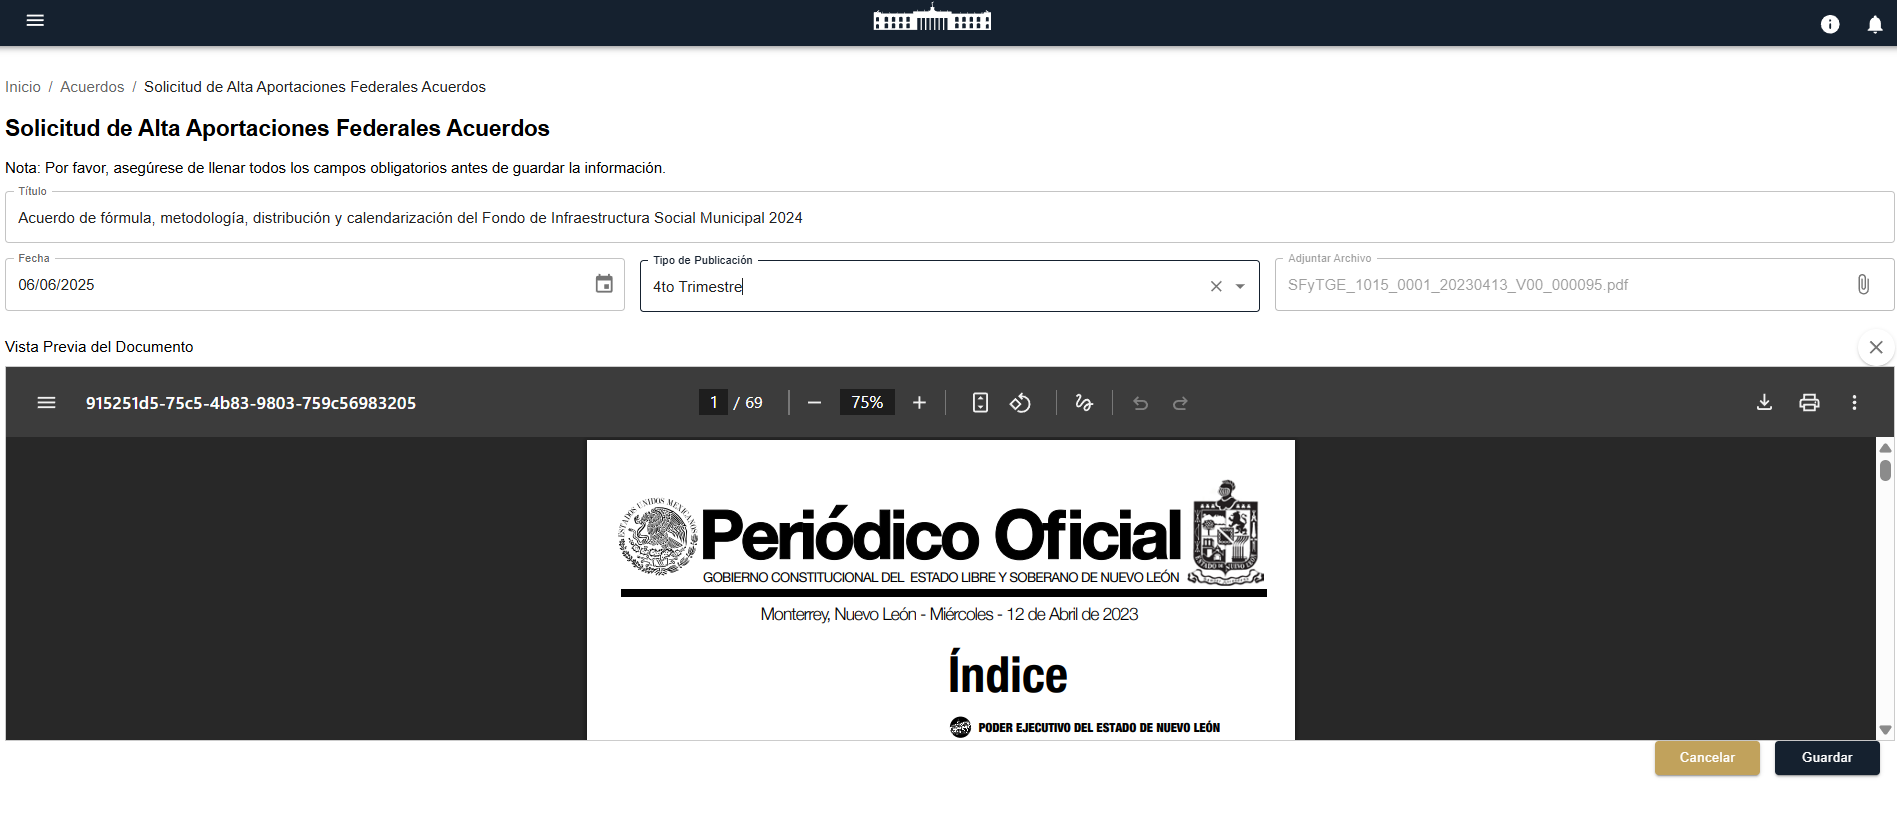 Inicio / Acuerdos / Solicitud de Alta Aportaciones Federales Acuerdos
Solicitud de Alta Aportaciones Federales Acuerdos
Nota: Por favor, asegúrese de llenar todos los campos obligatorios antes de guardar la información.
Título
Acuerdo de fórmula, metodología, distribución y calendarización del Fondo de Infraestructura Social Municipal 2024
Fecha
06/06/2025
Tipo de Publicación
4to Trimestre
Adjuntar Archivo
SFyTGE_1015_0001_20230413_V00_000095.pdf
Vista Previa del Documento
915251d5-75c5-4b83-9803-759c56983205
1 / 69
75%
ESTADOS UNIDOS MEXICANOS
Periódico Oficial
GOBIERNO CONSTITUCIONAL DEL ESTADO LIBRE Y SOBERANO DE NUEVO LEÓN
Monterrey, Nuevo León - Miércoles - 12 de Abril de 2023
Índice
PODER EJECUTIVO DEL ESTADO DE NUEVO LEÓN
Cancelar
Guardar